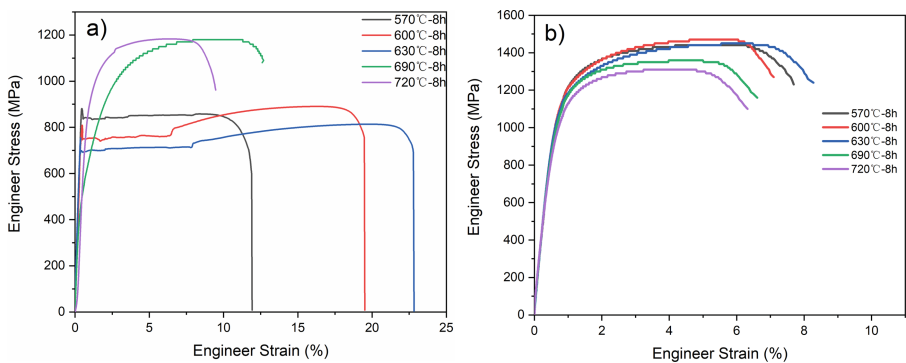 a)
570℃-8h
600℃-8h
630℃-8h
690℃-8h
720℃-8h
1200
1000
800
600
400
200
0
Engineer Stress (MPa)
0 5 10 15 20 25
Engineer Strain (%)
b)
1600
1400
1200
1000
800
600
400
200
0
Engineer Stress (MPa)
570℃-8h
600℃-8h
630℃-8h
690℃-8h
720℃-8h
0 2 4 6 8 10
Engineer Strain (%)